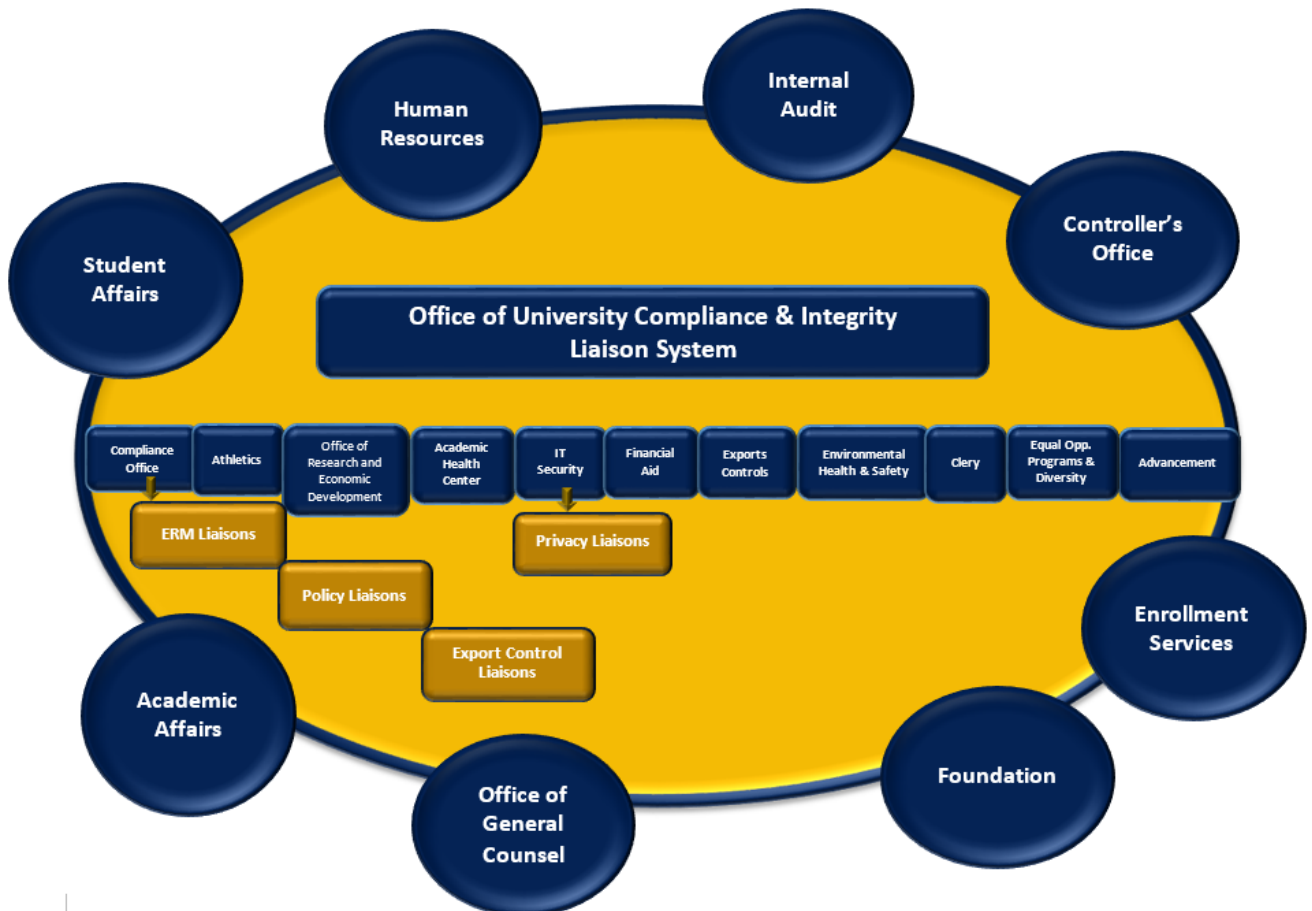 Internal
Audit
Human
Resources
Controller's
Office
Student
Affairs
Office of University Compliance & Integrity
Liaison System
Compliance
Office
Athletics
Office of
Research and
Economic
Development
Academic
Health
Center
IT
Security
Financial
Aid
Exports
Controls
Environmental
Health & Safety
Clery
Equal Opp.
Programs &
Diversity
Advancement
ERM Liaisons
Privacy Liaisons
Policy Liaisons
Export Control
Liaisons
Enrollment
Services
Academic
Affairs
Foundation
Office of
General
Counsel